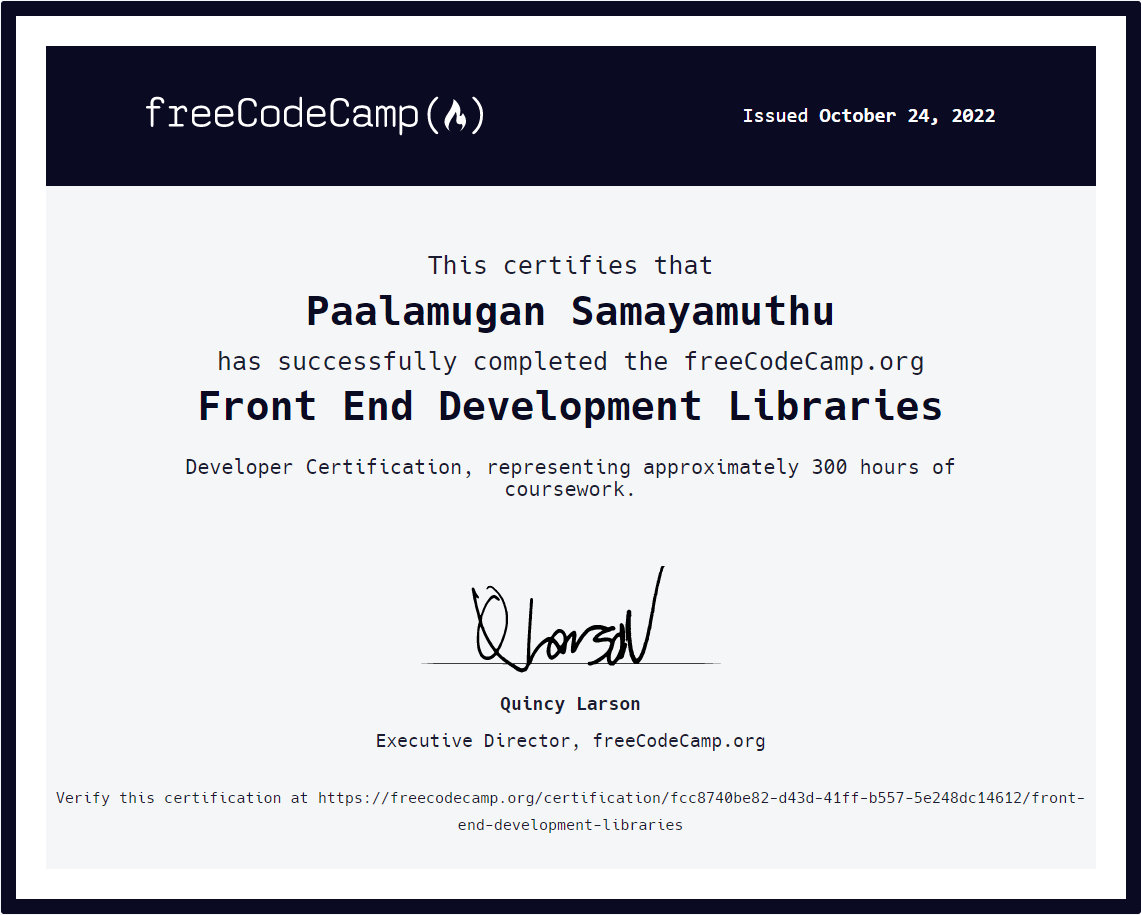 freeCodeCamp(🔥)
Issued October 24, 2022
This certifies that
Paalamugan Samayamuthu
has successfully completed the freeCodeCamp.org
Front End Development Libraries
Developer Certification, representing approximately 300 hours of
coursework.
Q Larson
Quincy Larson
Executive Director, freeCodeCamp.org
Verify this certification at https://freecodecamp.org/certification/fcc8740be82-d43d-41ff-b557-5e248dc14612/front-
end-development-libraries